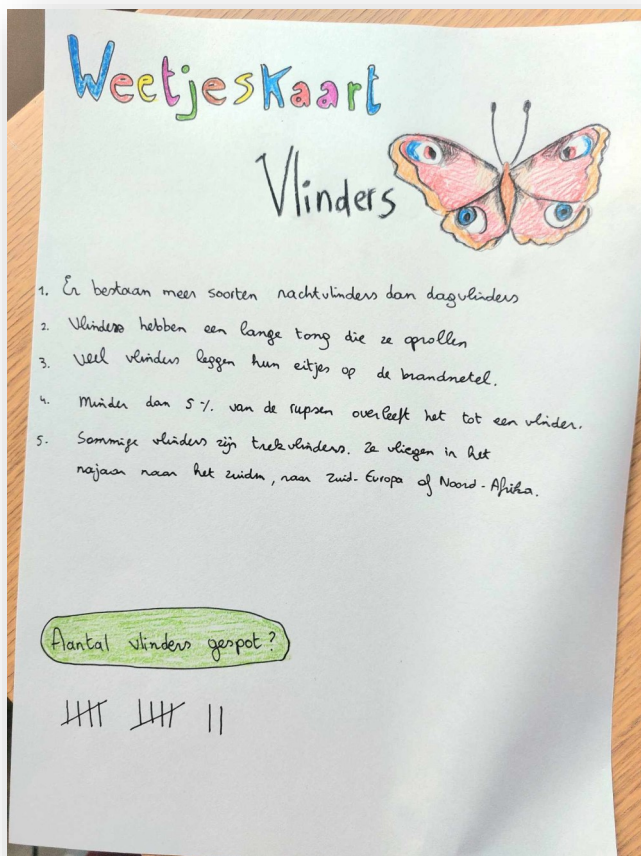 Weetjeskaart
Vlinders
1. Er bestaan meer soorten nachtvlinders dan dagvlinders
2. Vlinders hebben een lange tong die ze oprollen
3. Veel vlinders leggen hun eitjes op de brandnetel.
4. Minder dan 5%. van de rupsen overleeft het tot een vlinder.
5. Sommige vlinders zijn trekvlinders. Ze vliegen in het
najaar naar het zuiden, naar Zuid-Europa of Noord-Afrika.
Aantal vlinders gespot?